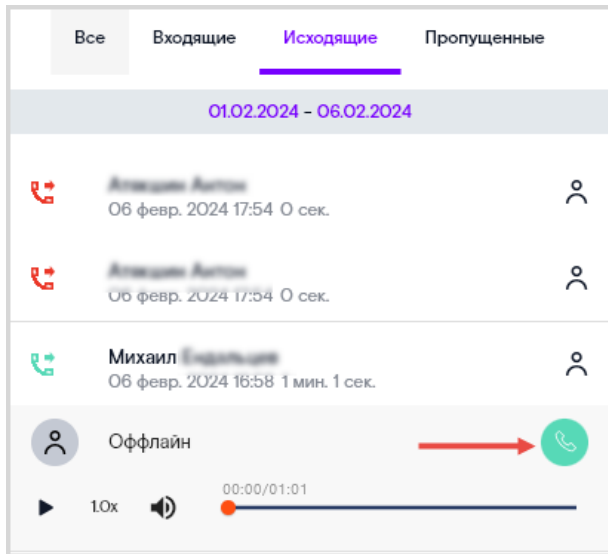 Все Входящие Исходящие Пропущенные
01.02.2024 - 06.02.2024
06 февр. 2024 17:54 0 сек.
06 февр. 2024 17:54 0 сек.
Михаил
06 февр. 2024 16:58 1 мин. 1 сек.
Оффлайн
00:00/01:01
1.0x